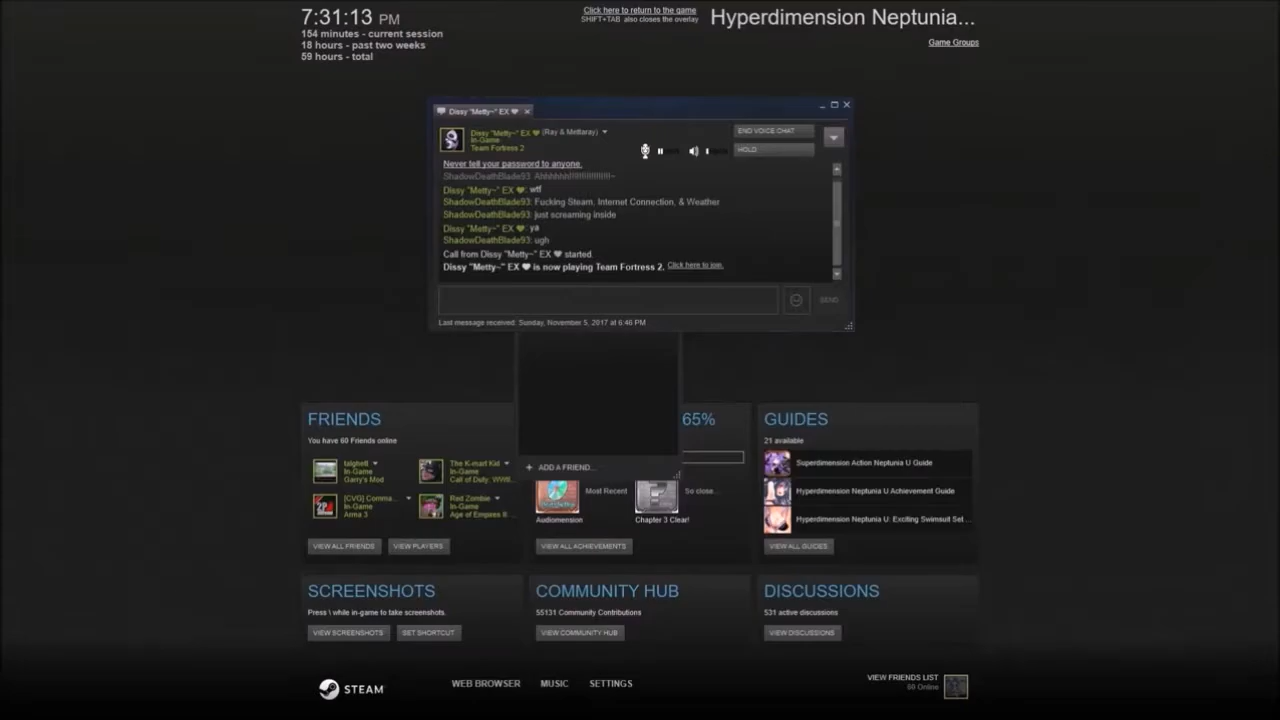 7:31:13 PM
154 minutes - current session
18 hours - past two weeks
59 hours - total
Click here to return to the game
SHIFT+TAB also closes the overlay
Hyperdimension Neptunia...
Game Groups
Dissy "Metty~" EX ♥
Dissy "Metty~" EX ♥ (Ray & Mettaray)
In-Game
Team Fortress 2
END VOICE CHAT
HOLD
Never tell your password to anyone.
Dissy "Metty~" EX ♥: wtf
ShadowDeathBlade93: Fucking Steam, Internet Connection, & Weather
ShadowDeathBlade93: just screaming inside
Dissy "Metty~" EX ♥: ya
ShadowDeathBlade93: ugh
Call from Dissy "Metty~" EX ♥ started.
Dissy "Metty~" EX ♥ is now playing Team Fortress 2. Click here to join.
SEND
Last message received: Sunday, November 5, 2017 at 6:46 PM
FRIENDS
You have 60 Friends online
talghell
In-Game
Garry's Mod
The K-mart Kid
In-Game
Call of Duty: WWII...
[CVG] Comma...
In-Game
Arma 3
Red Zombie
In-Game
Age of Empires II ...
VIEW ALL FRIENDS
VIEW PLAYERS
+ ADD A FRIEND...
65%
Most Recent
Audiomension
So close...
Chapter 3 Clear!
VIEW ALL ACHIEVEMENTS
GUIDES
21 available
Superdimension Action Neptunia U Guide
Hyperdimension Neptunia U Achievement Guide
Hyperdimension Neptunia U: Exciting Swimsuit Set ...
VIEW ALL GUIDES
SCREENSHOTS
Press \ while in-game to take screenshots.
VIEW SCREENSHOTS
SET SHORTCUT
COMMUNITY HUB
55131 Community Contributions
VIEW COMMUNITY HUB
DISCUSSIONS
531 active discussions
VIEW DISCUSSIONS
STEAM
WEB BROWSER
MUSIC
SETTINGS
VIEW FRIENDS LIST
60 Online